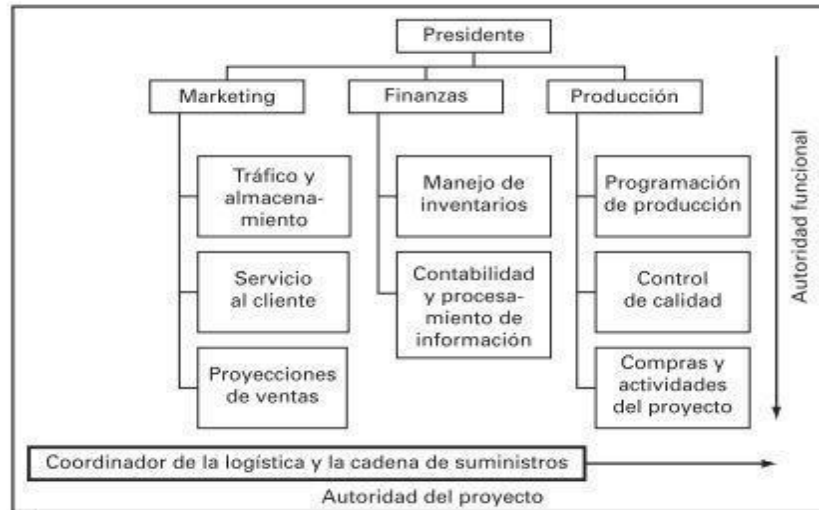 Presidente
Marketing
Finanzas
Producción
Tráfico y
almacena-
miento
Manejo de
inventarios
Programación
de producción
Servicio
al cliente
Contabilidad
y procesa-
miento de
información
Control
de calidad
Proyecciones
de ventas
Compras y
actividades
del proyecto
Autoridad funcional
Coordinador de la logística y la cadena de suministros
Autoridad del proyecto